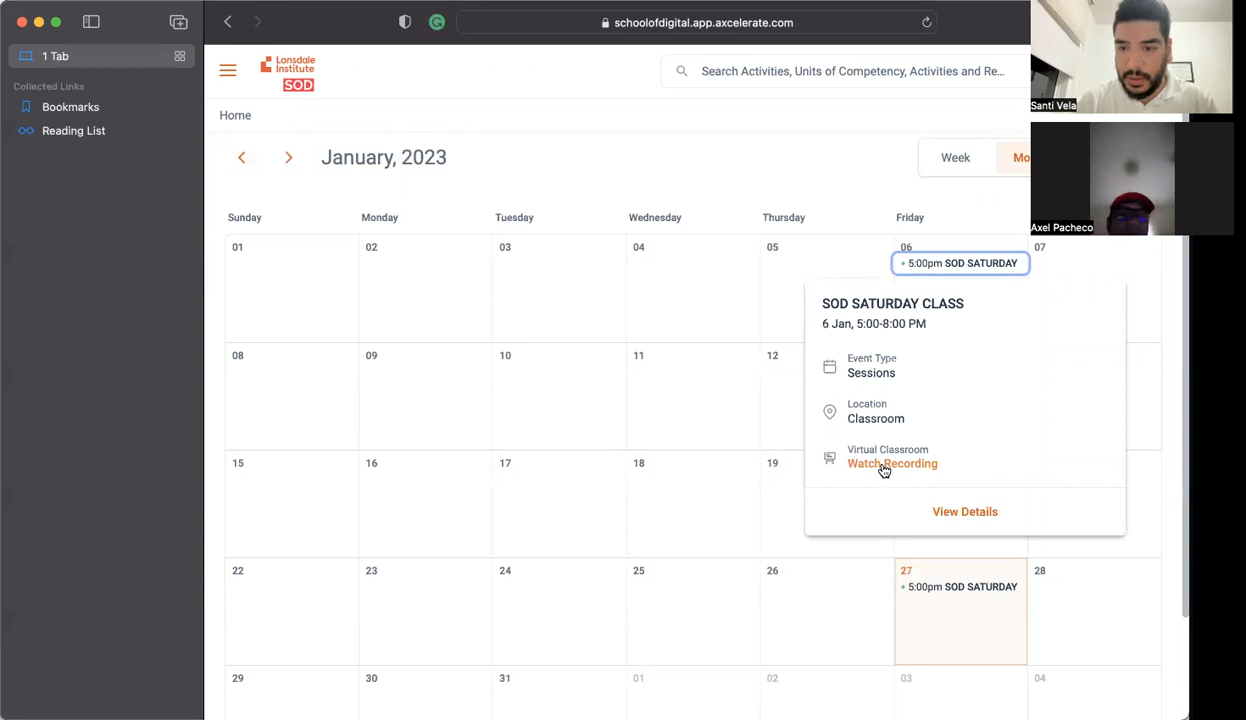 schoolofdigital.app.axcelerate.com
1 Tab
Collected Links
Bookmarks
Reading List
Lonsdale
Institute
SOD
Search Activities, Units of Competency, Activities and Re...
Santi Vela
Axel Pacheco
Home
January, 2023
Week
Mo
Sunday
Monday
Tuesday
Wednesday
Thursday
Friday
01
02
03
04
05
06
07
5:00pm SOD SATURDAY
SOD SATURDAY CLASS
6 Jan, 5:00-8:00 PM
Event Type
Sessions
Location
Classroom
Virtual Classroom
Watch Recording
View Details
08
09
10
11
12
15
16
17
18
19
22
23
24
25
26
27
28
5:00pm SOD SATURDAY
29
30
31
01
02
03
04